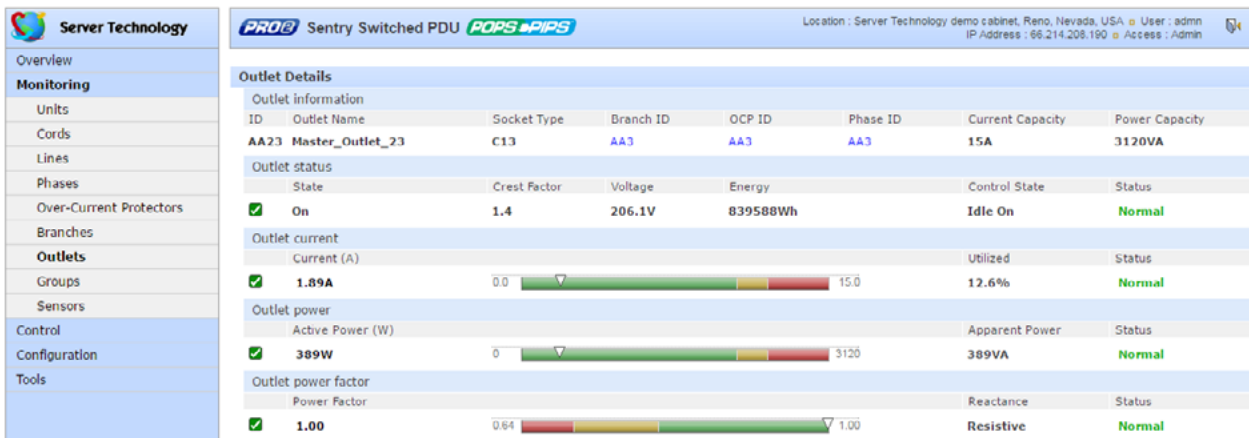 Server Technology
PRO2 Sentry Switched PDU POPS PIPS
Location : Server Technology demo cabinet, Reno, Nevada, USA User : admn
IP Address : 66.214.208.190 Access : Admin
Overview
Monitoring
Units
Cords
Lines
Phases
Over-Current Protectors
Branches
Outlets
Groups
Sensors
Control
Configuration
Tools
Outlet Details
Outlet information
ID Outlet Name Socket Type Branch ID OCP ID Phase ID Current Capacity Power Capacity
AA23 Master_Outlet_23 C13 AA3 AA3 AA3 15A 3120VA
Outlet status
State Crest Factor Voltage Energy Control State Status
On 1.4 206.1V 839588Wh Idle On Normal
Outlet current
Current (A) Utilized Status
1.89A 0.0 15.0 12.6% Normal
Outlet power
Active Power (W) Apparent Power Status
389W 0 3120 389VA Normal
Outlet power factor
Power Factor Reactance Status
1.00 0.64 1.00 Resistive Normal